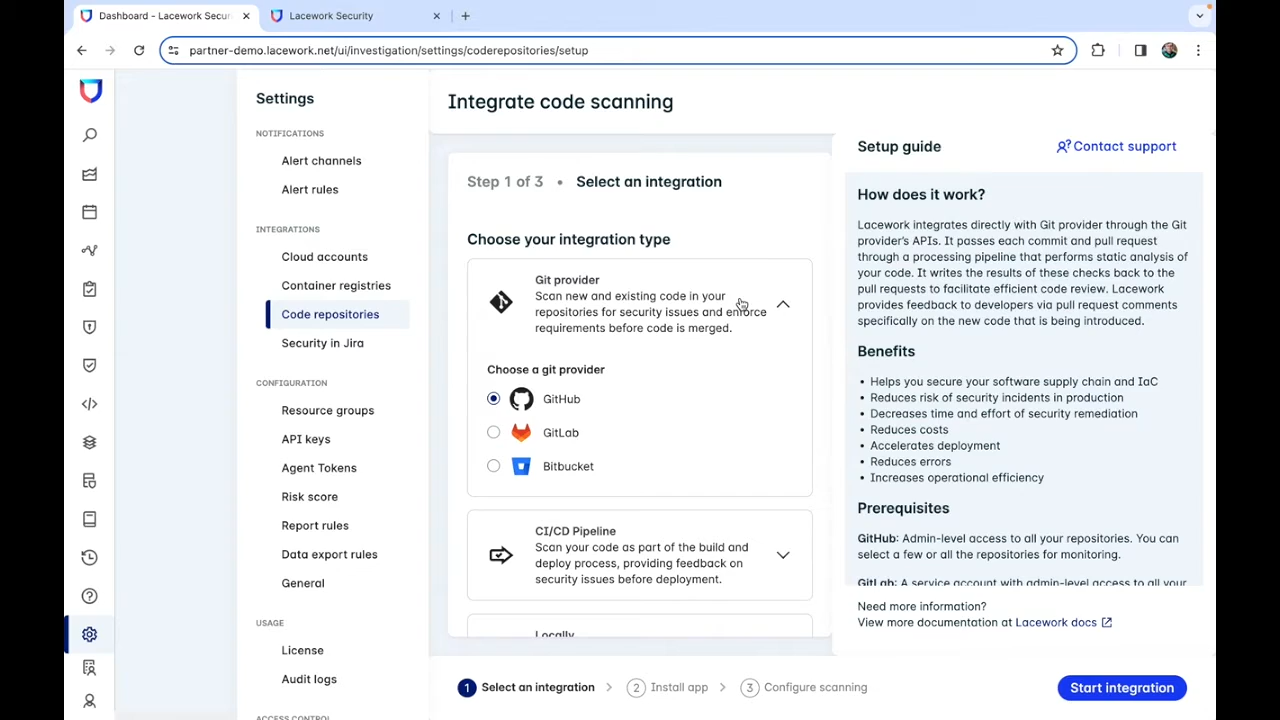 Dashboard - Lacework Secur
Lacework Security
partner-demo.lacework.net/ui/investigation/settings/coderepositories/setup
Settings
NOTIFICATIONS
Alert channels
Alert rules
INTEGRATIONS
Cloud accounts
Container registries
Code repositories
Security in Jira
CONFIGURATION
Resource groups
API keys
Agent Tokens
Risk score
Report rules
Data export rules
General
USAGE
License
Audit logs
ACCESS CONTROL
Integrate code scanning
Step 1 of 3 • Select an integration
Choose your integration type
Git provider
Scan new and existing code in your
repositories for security issues and enforce
requirements before code is merged.
Choose a git provider
GitHub
GitLab
Bitbucket
CI/CD Pipeline
Scan your code as part of the build and
deploy process, providing feedback on
security issues before deployment.
Locally
Setup guide
Contact support
How does it work?
Lacework integrates directly with Git provider through the Git
provider's APIs. It passes each commit and pull request
through a processing pipeline that performs static analysis of
your code. It writes the results of these checks back to the
pull requests to facilitate efficient code review. Lacework
provides feedback to developers via pull request comments
specifically on the new code that is being introduced.
Benefits
• Helps you secure your software supply chain and IaC
• Reduces risk of security incidents in production
• Decreases time and effort of security remediation
• Reduces costs
• Accelerates deployment
• Reduces errors
• Increases operational efficiency
Prerequisites
GitHub: Admin-level access to all your repositories. You can
select a few or all the repositories for monitoring.
GitLab: A service account with admin-level access to all your
Need more information?
View more documentation at Lacework docs
1 Select an integration
2 Install app
3 Configure scanning
Start integration